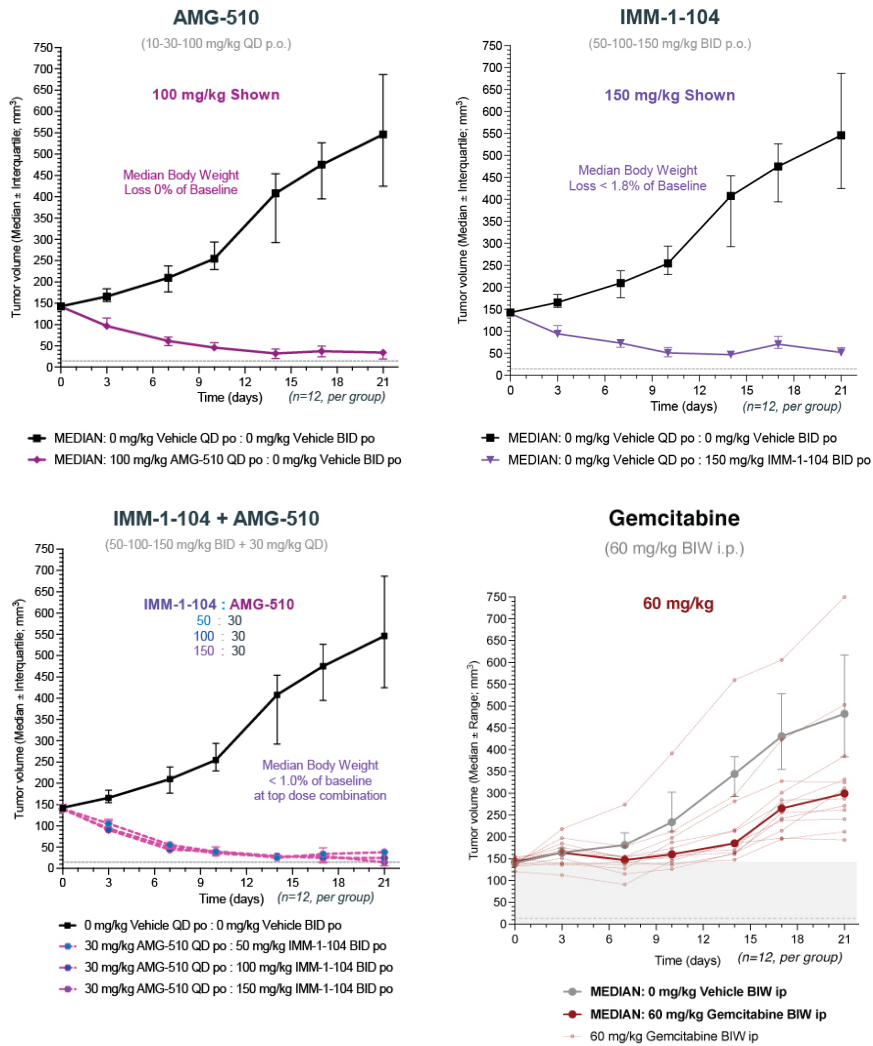 AMG-510
(10-30-100 mg/kg QD p.o.)
Tumor volume (Median ± Interquartile; mm³)
750
700
650
600
550
500
450
400
350
300
250
200
150
100
50
0
100 mg/kg Shown
Median Body Weight
Loss 0% of Baseline
0 3 6 9 12 15 18 21
Time (days)
(n=12, per group)
MEDIAN: 0 mg/kg Vehicle QD po : 0 mg/kg Vehicle BID po
MEDIAN: 100 mg/kg AMG-510 QD po : 0 mg/kg Vehicle BID po
IMM-1-104
(50-100-150 mg/kg BID p.o.)
Tumor volume (Median ± Interquartile; mm³)
750
700
650
600
550
500
450
400
350
300
250
200
150
100
50
0
150 mg/kg Shown
Median Body Weight
Loss < 1.8% of Baseline
0 3 6 9 12 15 18 21
Time (days)
(n=12, per group)
MEDIAN: 0 mg/kg Vehicle QD po : 0 mg/kg Vehicle BID po
MEDIAN: 0 mg/kg Vehicle QD po : 150 mg/kg IMM-1-104 BID po
IMM-1-104 + AMG-510
(50-100-150 mg/kg BID + 30 mg/kg QD)
Tumor volume (Median ± Interquartile; mm³)
750
700
650
600
550
500
450
400
350
300
250
200
150
100
50
0
IMM-1-104 : AMG-510
50 : 30
100 : 30
150 : 30
Median Body Weight
< 1.0% of baseline
at top dose combination
0 3 6 9 12 15 18 21
Time (days)
(n=12, per group)
0 mg/kg Vehicle QD po : 0 mg/kg Vehicle BID po
30 mg/kg AMG-510 QD po : 50 mg/kg IMM-1-104 BID po
30 mg/kg AMG-510 QD po : 100 mg/kg IMM-1-104 BID po
30 mg/kg AMG-510 QD po : 150 mg/kg IMM-1-104 BID po
Gemcitabine
(60 mg/kg BIW i.p.)
Tumor volume (Median ± Range; mm³)
750
700
650
600
550
500
450
400
350
300
250
200
150
100
50
0
60 mg/kg
0 3 6 9 12 15 18 21
Time (days)
(n=12, per group)
MEDIAN: 0 mg/kg Vehicle BIW ip
MEDIAN: 60 mg/kg Gemcitabine BIW ip
60 mg/kg Gemcitabine BIW ip